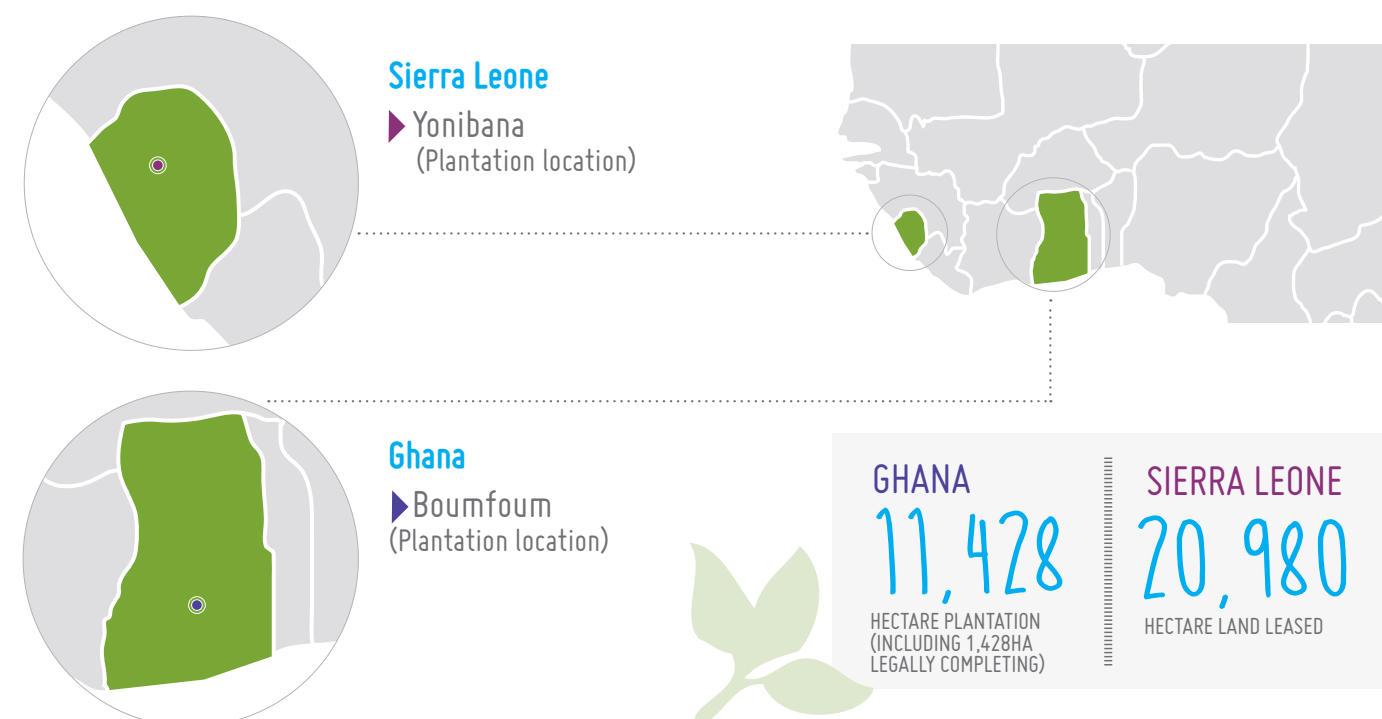 Sierra Leone
Yonibana
(Plantation location)
Ghana
Boumfoum
(Plantation location)
GHANA
11,428
HECTARE PLANTATION
(INCLUDING 1,428HA
LEGALLY COMPLETING)
SIERRA LEONE
20,980
HECTARE LAND LEASED